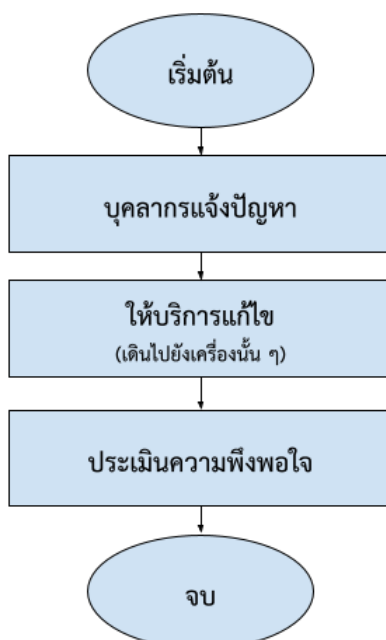 เริ่มต้น
บุคลากรแจ้งปัญหา
ให้บริการแก้ไข
(เดินไปยังเครื่องนั้น ๆ)
ประเมินความพึงพอใจ
จบ